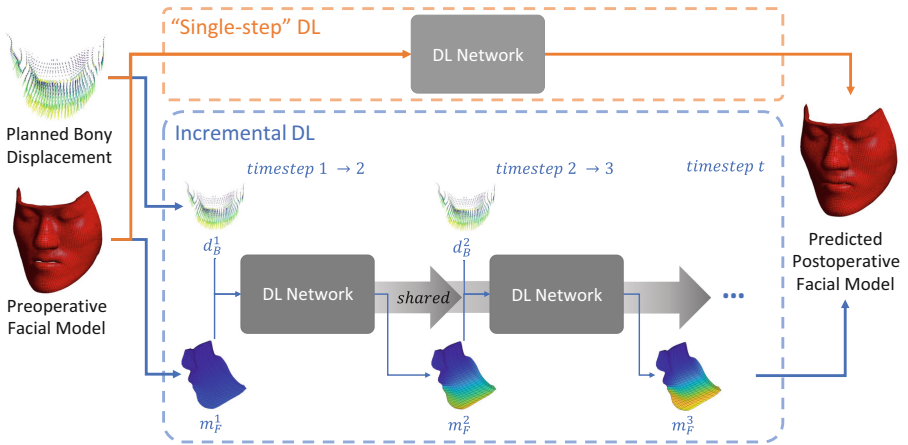 “Single-step” DL
DL Network
Planned Bony
Displacement
Incremental DL
timestep 1 → 2
timestep 2 → 3
timestep t
d_B^1
d_B^2
Preoperative
Facial Model
DL Network
shared
DL Network
...
Predicted
Postoperative
Facial Model
m_F^1
m_F^2
m_F^3